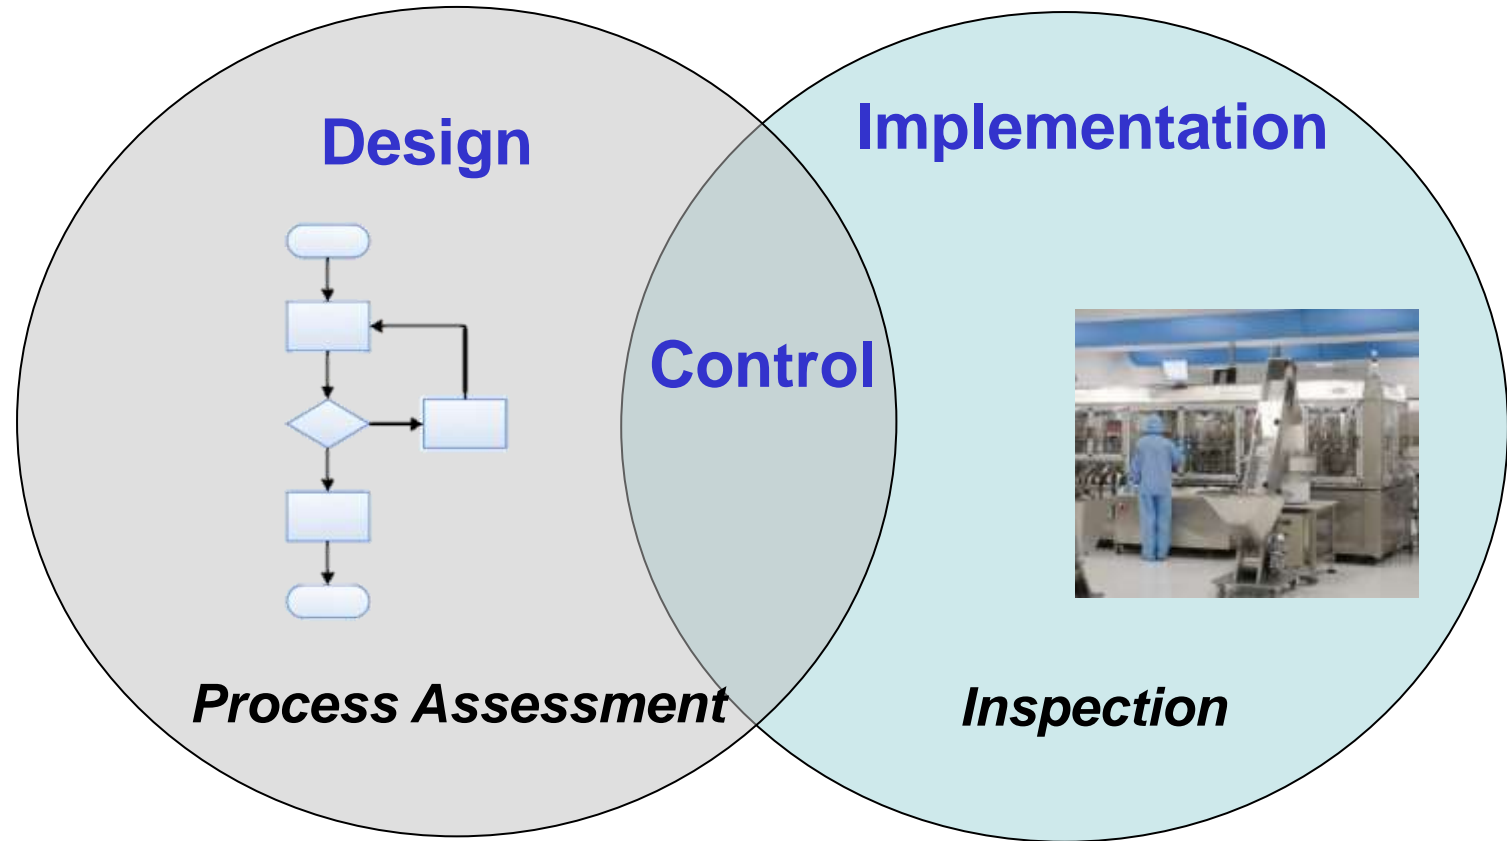 Design
Implementation
Control
Process Assessment
Inspection